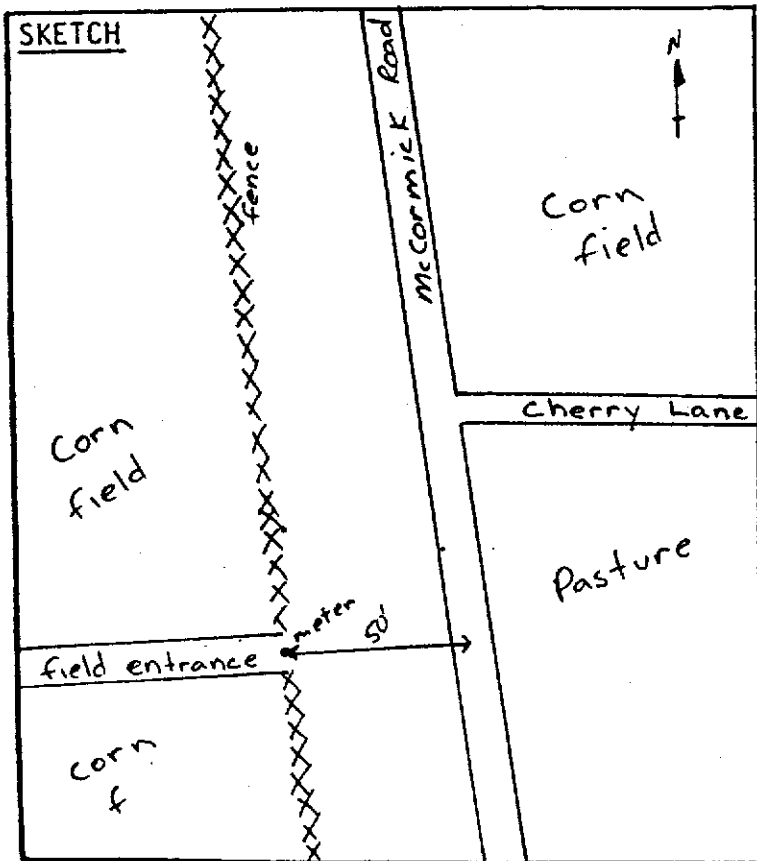 SKETCH
N
McCormick Road
fence
Corn
field
Cherry Lane
Corn
field
Pasture
meter
50'
field entrance
Corn
f